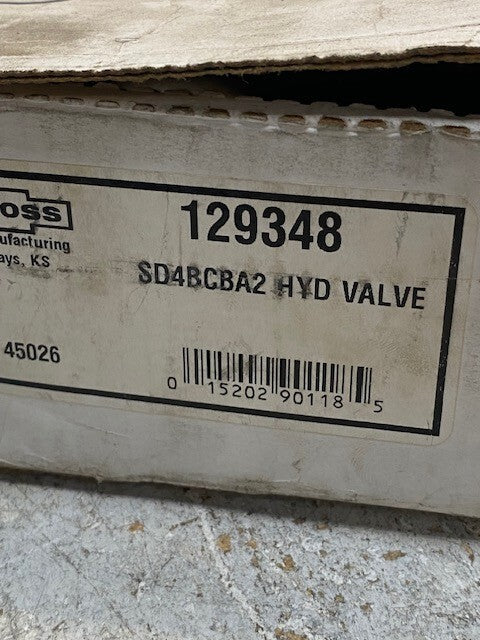 oss
129348
ufacturing
ays, KS
SD4BCBA2 HYD VALVE
45026
0 15202 90118 5